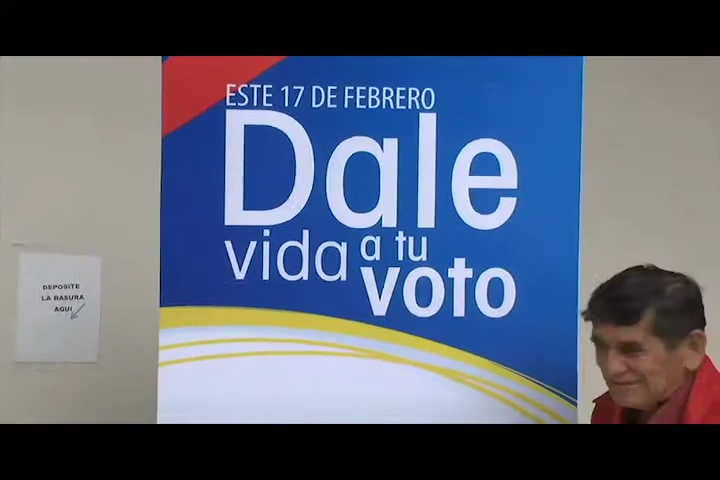 ESTE 17 DE FEBRERO
Dale
vida a tu
voto
DEPOSITE
LA BASURA
AQUI